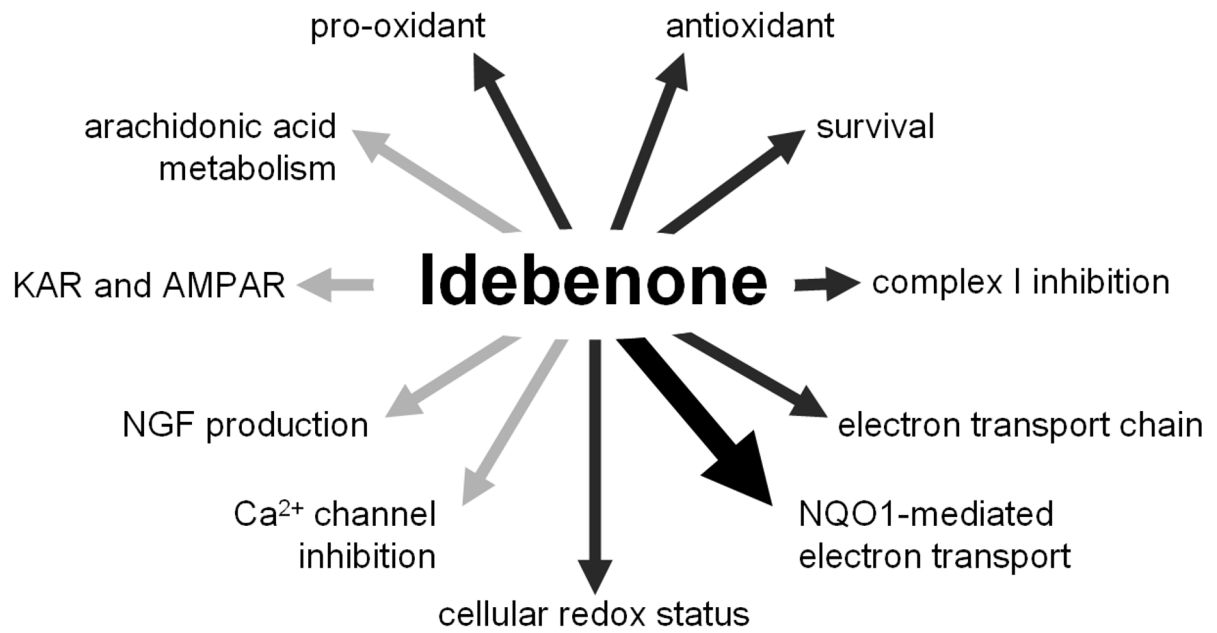 pro-oxidant
antioxidant
arachidonic acid
metabolism
survival
KAR and AMPAR
Idebenone
complex I inhibition
NGF production
electron transport chain
Ca²⁺ channel
inhibition
NQO1-mediated
electron transport
cellular redox status